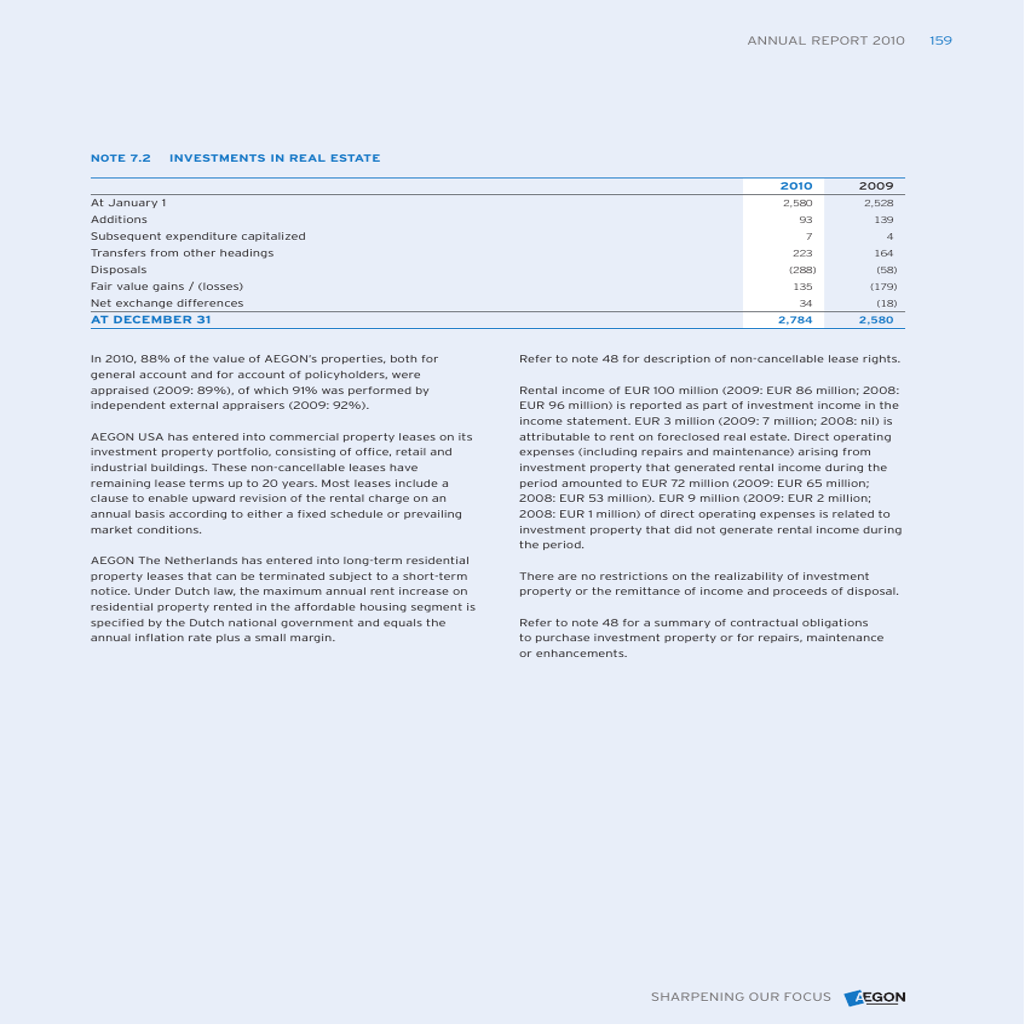 ANNUAL REPORT 2010 159
NOTE 7.2 INVESTMENTS IN REAL ESTATE
2010 2009
At January 1 2,580 2,528
Additions 93 139
Subsequent expenditure capitalized 7 4
Transfers from other headings 223 164
Disposals (288) (58)
Fair value gains / (losses) 135 (179)
Net exchange differences 34 (18)
AT DECEMBER 31 2,784 2,580
In 2010, 88% of the value of AEGON's properties, both for
general account and for account of policyholders, were
appraised (2009: 89%), of which 91% was performed by
independent external appraisers (2009: 92%).
AEGON USA has entered into commercial property leases on its
investment property portfolio, consisting of office, retail and
industrial buildings. These non-cancellable leases have
remaining lease terms up to 20 years. Most leases include a
clause to enable upward revision of the rental charge on an
annual basis according to either a fixed schedule or prevailing
market conditions.
AEGON The Netherlands has entered into long-term residential
property leases that can be terminated subject to a short-term
notice. Under Dutch law, the maximum annual rent increase on
residential property rented in the affordable housing segment is
specified by the Dutch national government and equals the
annual inflation rate plus a small margin.
Refer to note 48 for description of non-cancellable lease rights.
Rental income of EUR 100 million (2009: EUR 86 million; 2008:
EUR 96 million) is reported as part of investment income in the
income statement. EUR 3 million (2009: 7 million; 2008: nil) is
attributable to rent on foreclosed real estate. Direct operating
expenses (including repairs and maintenance) arising from
investment property that generated rental income during the
period amounted to EUR 72 million (2009: EUR 65 million;
2008: EUR 53 million). EUR 9 million (2009: EUR 2 million;
2008: EUR 1 million) of direct operating expenses is related to
investment property that did not generate rental income during
the period.
There are no restrictions on the realizability of investment
property or the remittance of income and proceeds of disposal.
Refer to note 48 for a summary of contractual obligations
to purchase investment property or for repairs, maintenance
or enhancements.
SHARPENING OUR FOCUS AEGON